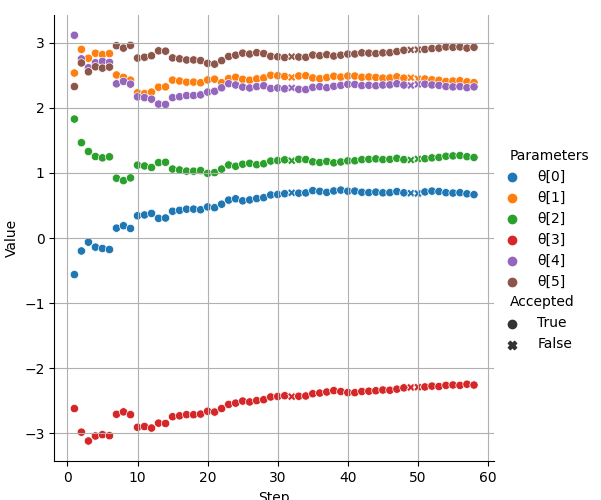 3
2
1
0
−1
−2
−3
Value
0
10
20
30
40
50
60
Step
Parameters
θ[0]
θ[1]
θ[2]
θ[3]
θ[4]
θ[5]
Accepted
True
False